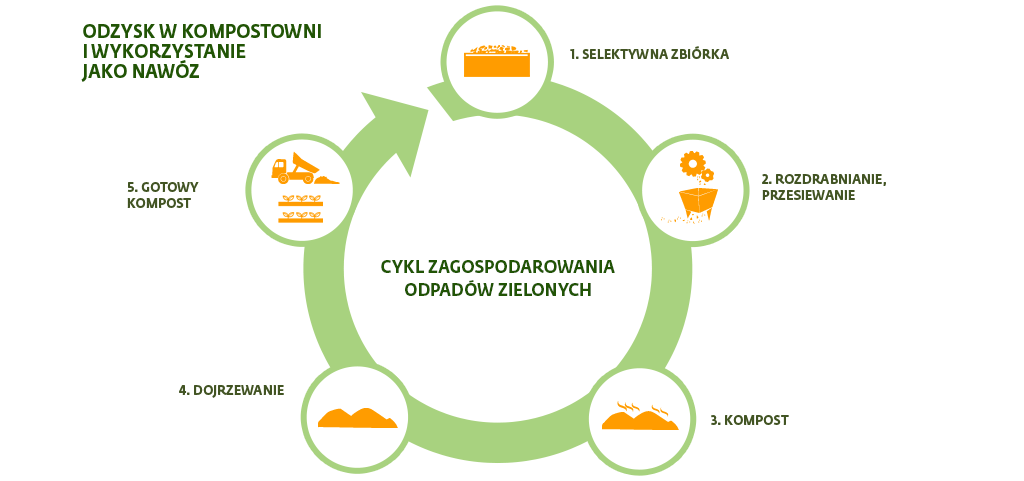 ODZYSK W KOMPOSTOWNI
I WYKORZYSTANIE
JAKO NAWÓZ
1. SELEKTYWNA ZBIÓRKA
2. ROZDRABNIANIE,
PRZESIEWANIE
3. KOMPOST
4. DOJRZEWANIE
5. GOTOWY
KOMPOST
CYKL ZAGOSPODAROWANIA
ODPADÓW ZIELONYCH